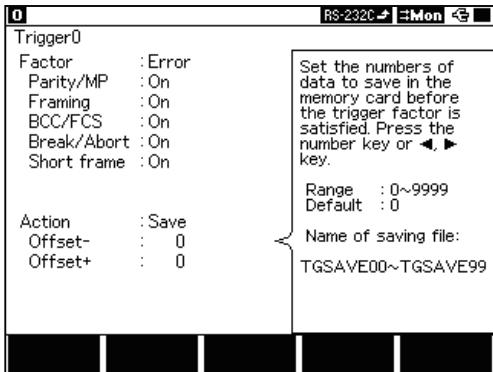 0 RS-232C Mon
Trigger0
Factor : Error
Parity/MP : On
Framing : On
BCC/FCS : On
Break/Abort : On
Short frame : On
Action : Save
Offset- : 0
Offset+ : 0
Set the numbers of
data to save in the
memory card before
the trigger factor is
satisfied. Press the
number key or ◄, ►
key.
Range : 0~9999
Default : 0
Name of saving file:
TGSAVE00~TGSAVE99